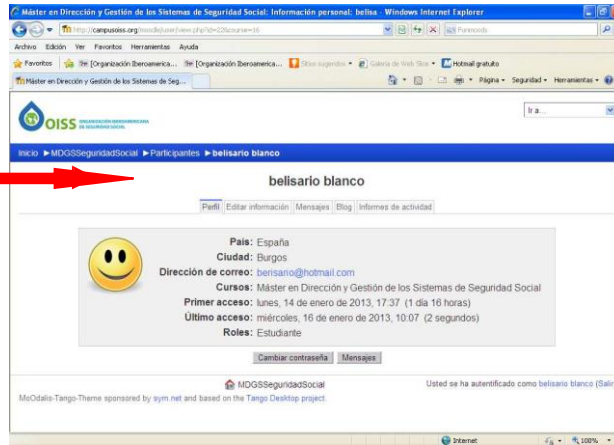 Máster en Dirección y Gestión de los Sistemas de Seguridad Social: Información personal: belisa - Windows Internet Explorer
http://campusoiss.org/moodle/user/view.php?id=228course=16
Archivo Edición Ver Favoritos Herramientas Ayuda
Favoritos [Organización Iberoamerica... [Organización Iberoamerica... Sitios sugeridos Galería de Web Slice Hotmail gratuito
Máster en Dirección y Gestión de los Sistemas de Seg... Página Seguridad Herramientas
OISS ORGANIZACIÓN IBEROAMERICANA DE SEGURIDAD SOCIAL
Ir a...
Inicio ► MDGSSeguridadSocial ► Participantes ► belisario blanco
belisario blanco
Perfil Editar información Mensajes Blog Informes de actividad
País: España
Ciudad: Burgos
Dirección de correo: berisario@hotmail.com
Cursos: Máster en Dirección y Gestión de los Sistemas de Seguridad Social
Primer acceso: lunes, 14 de enero de 2013, 17:37 (1 día 16 horas)
Último acceso: miércoles, 16 de enero de 2013, 10:07 (2 segundos)
Roles: Estudiante
Cambiar contraseña Mensajes
MDGSSeguridadSocial
Usted se ha autentificado como belisario blanco (Salir
MoOdalis-Tango-Theme sponsored by sym.net and based on the Tango Desktop project.
Internet 100%